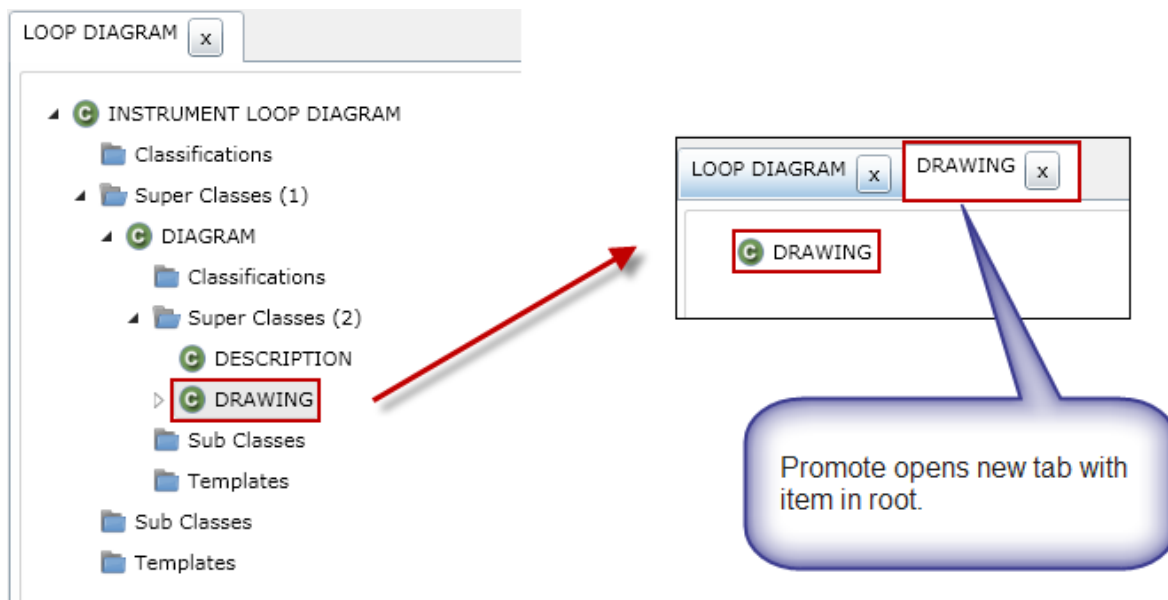 LOOP DIAGRAM x
C INSTRUMENT LOOP DIAGRAM
Classifications
Super Classes (1)
C DIAGRAM
Classifications
Super Classes (2)
C DESCRIPTION
C DRAWING
Sub Classes
Templates
Sub Classes
Templates
LOOP DIAGRAM x DRAWING x
C DRAWING
Promote opens new tab with
item in root.